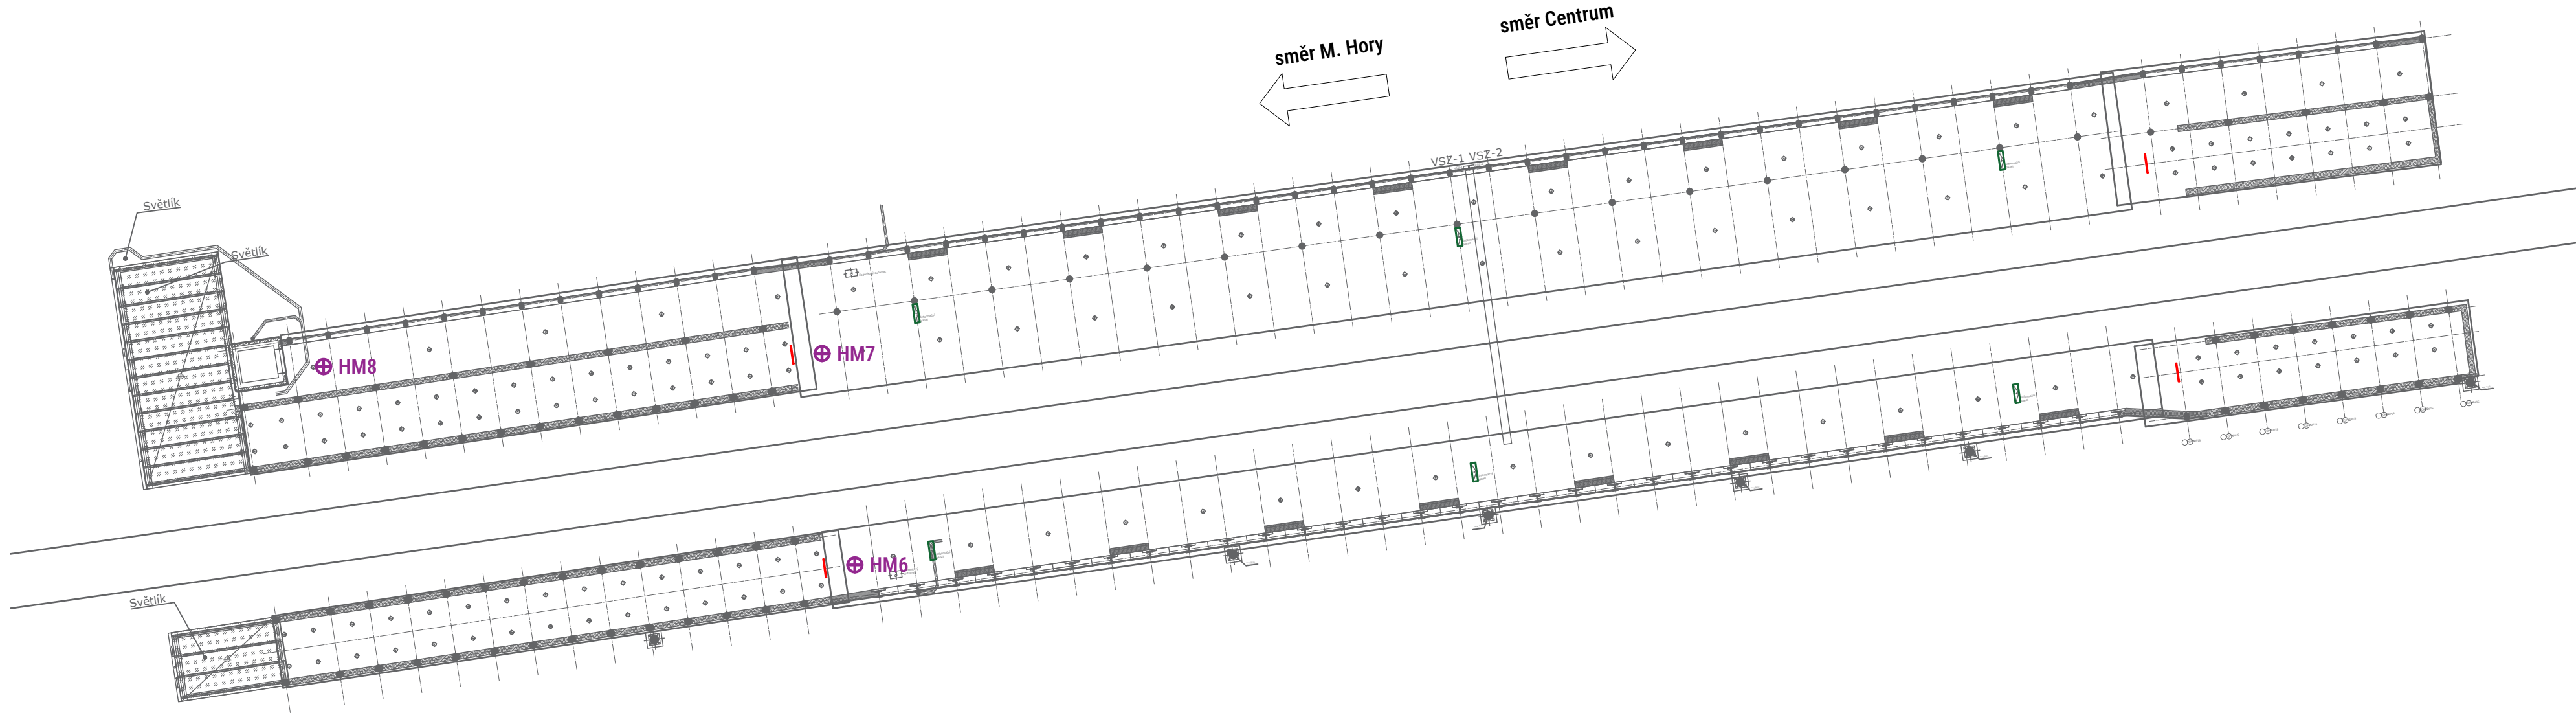 směr Centrum
směr M. Hory
VSZ-1 VSZ-2
Světlík
Světlík
HM7
HM8
HM6
Světlík